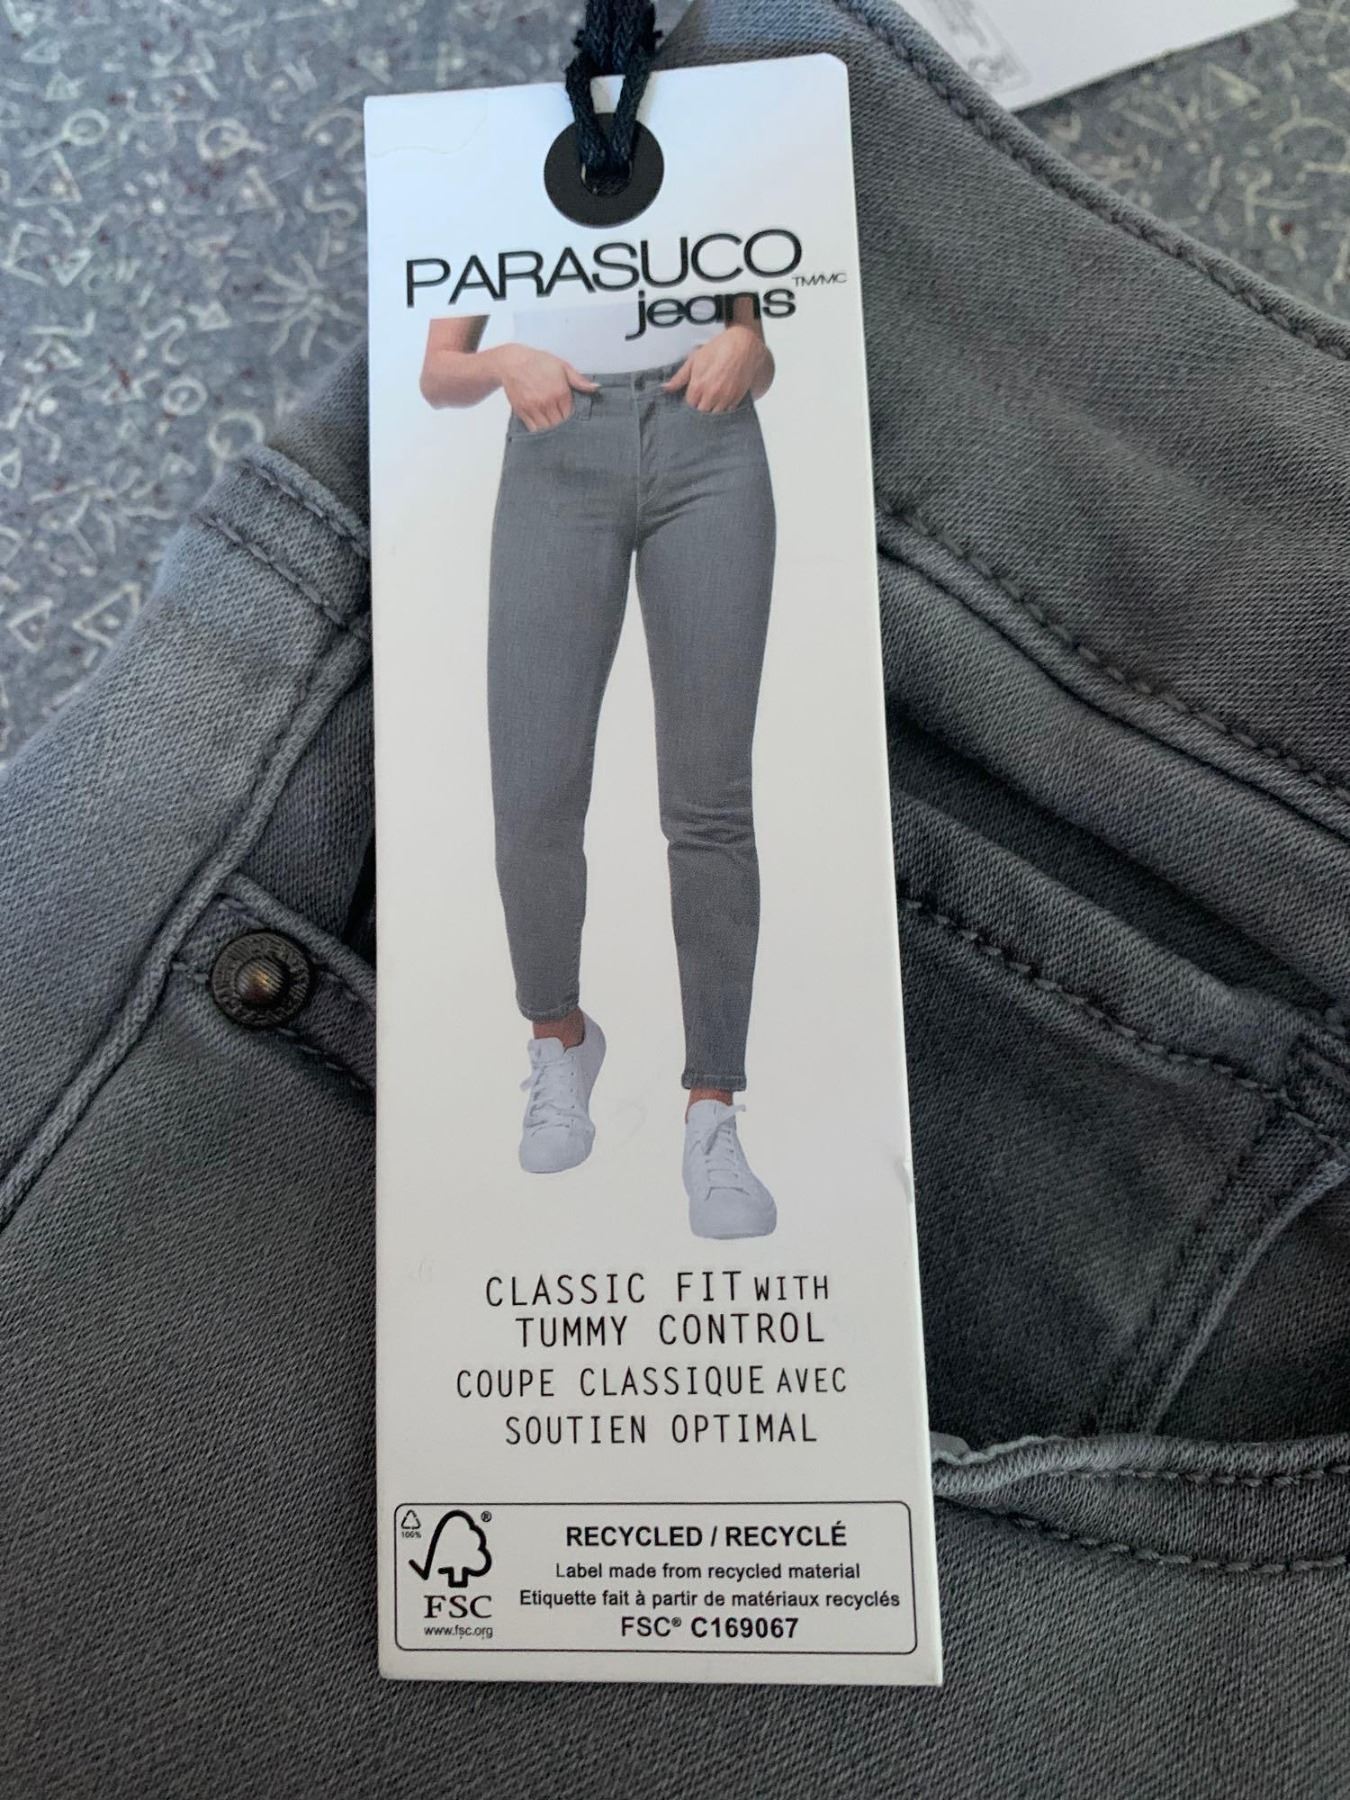 PARASUCO TM/MC
jeans
CLASSIC FIT WITH
TUMMY CONTROL
COUPE CLASSIQUE AVEC
SOUTIEN OPTIMAL
100%
®
FSC
www.fsc.org
RECYCLED / RECYCLÉ
Label made from recycled material
Etiquette fait à partir de matériaux recyclés
FSC® C169067